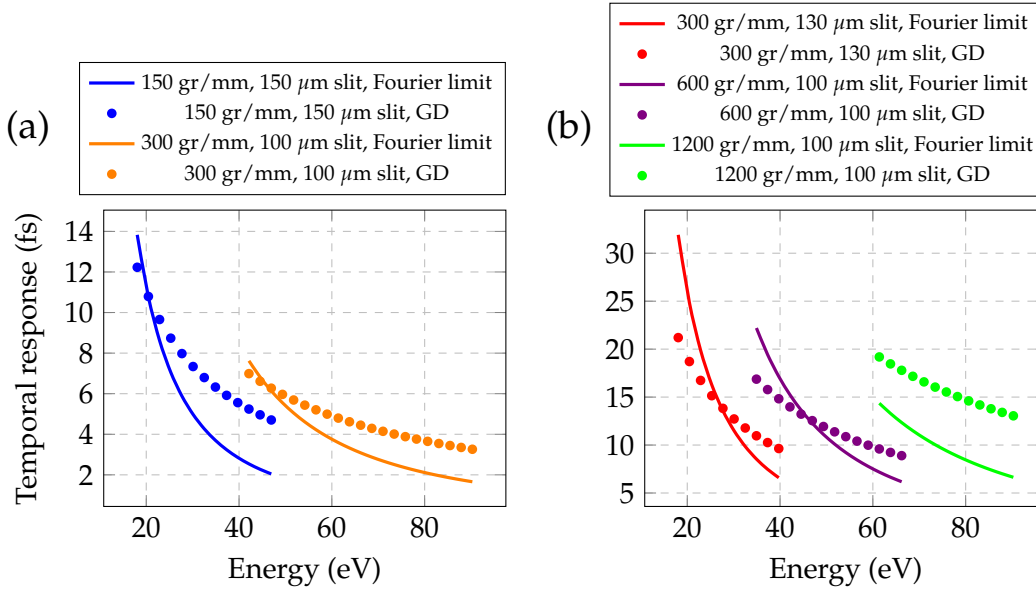 (a)
150 gr/mm, 150 μm slit, Fourier limit
150 gr/mm, 150 μm slit, GD
300 gr/mm, 100 μm slit, Fourier limit
300 gr/mm, 100 μm slit, GD
Temporal response (fs)
14
12
10
8
6
4
2
20 40 60 80
Energy (eV)
(b)
300 gr/mm, 130 μm slit, Fourier limit
300 gr/mm, 130 μm slit, GD
600 gr/mm, 100 μm slit, Fourier limit
600 gr/mm, 100 μm slit, GD
1200 gr/mm, 100 μm slit, Fourier limit
1200 gr/mm, 100 μm slit, GD
30
25
20
15
10
5
20 40 60 80
Energy (eV)